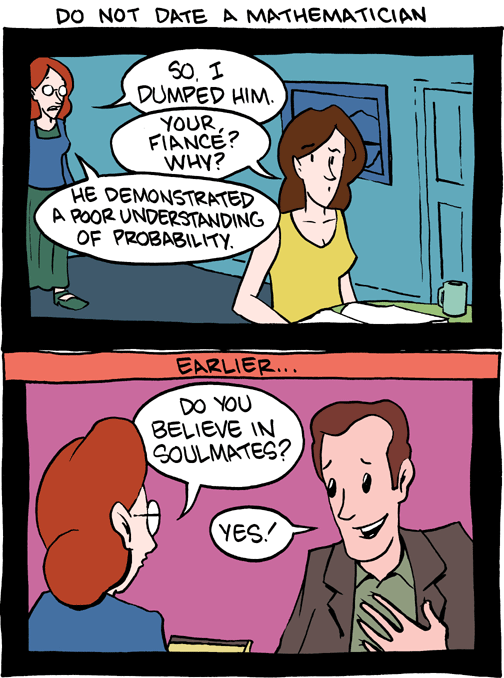 DO NOT DATE A MATHEMATICIAN
SO, I
DUMPED HIM.
YOUR
FIANCÉ?
WHY?
HE DEMONSTRATED
A POOR UNDERSTANDING
OF PROBABILITY.
EARLIER...
DO YOU
BELIEVE IN
SOULMATES?
YES!